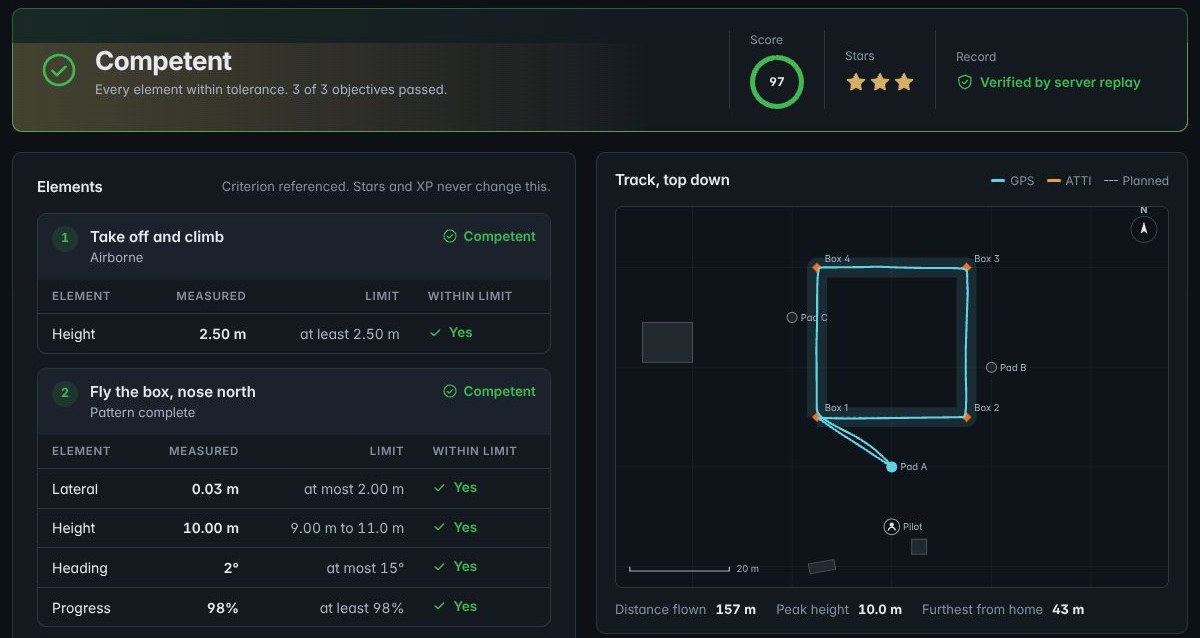 Competent
Every element within tolerance. 3 of 3 objectives passed.
Score
97
Stars
Record
Verified by server replay
Elements
Criterion referenced. Stars and XP never change this.
1 Take off and climb Competent
Airborne
ELEMENT MEASURED LIMIT WITHIN LIMIT
Height 2.50 m at least 2.50 m Yes
2 Fly the box, nose north Competent
Pattern complete
ELEMENT MEASURED LIMIT WITHIN LIMIT
Lateral 0.03 m at most 2.00 m Yes
Height 10.00 m 9.00 m to 11.0 m Yes
Heading 2° at most 15° Yes
Progress 98% at least 98% Yes
Track, top down
GPS ATTI Planned
N
Box 4 Box 3
Pad C
Pad B
Box 1 Box 2
Pad A
Pilot
20 m
Distance flown 157 m Peak height 10.0 m Furthest from home 43 m